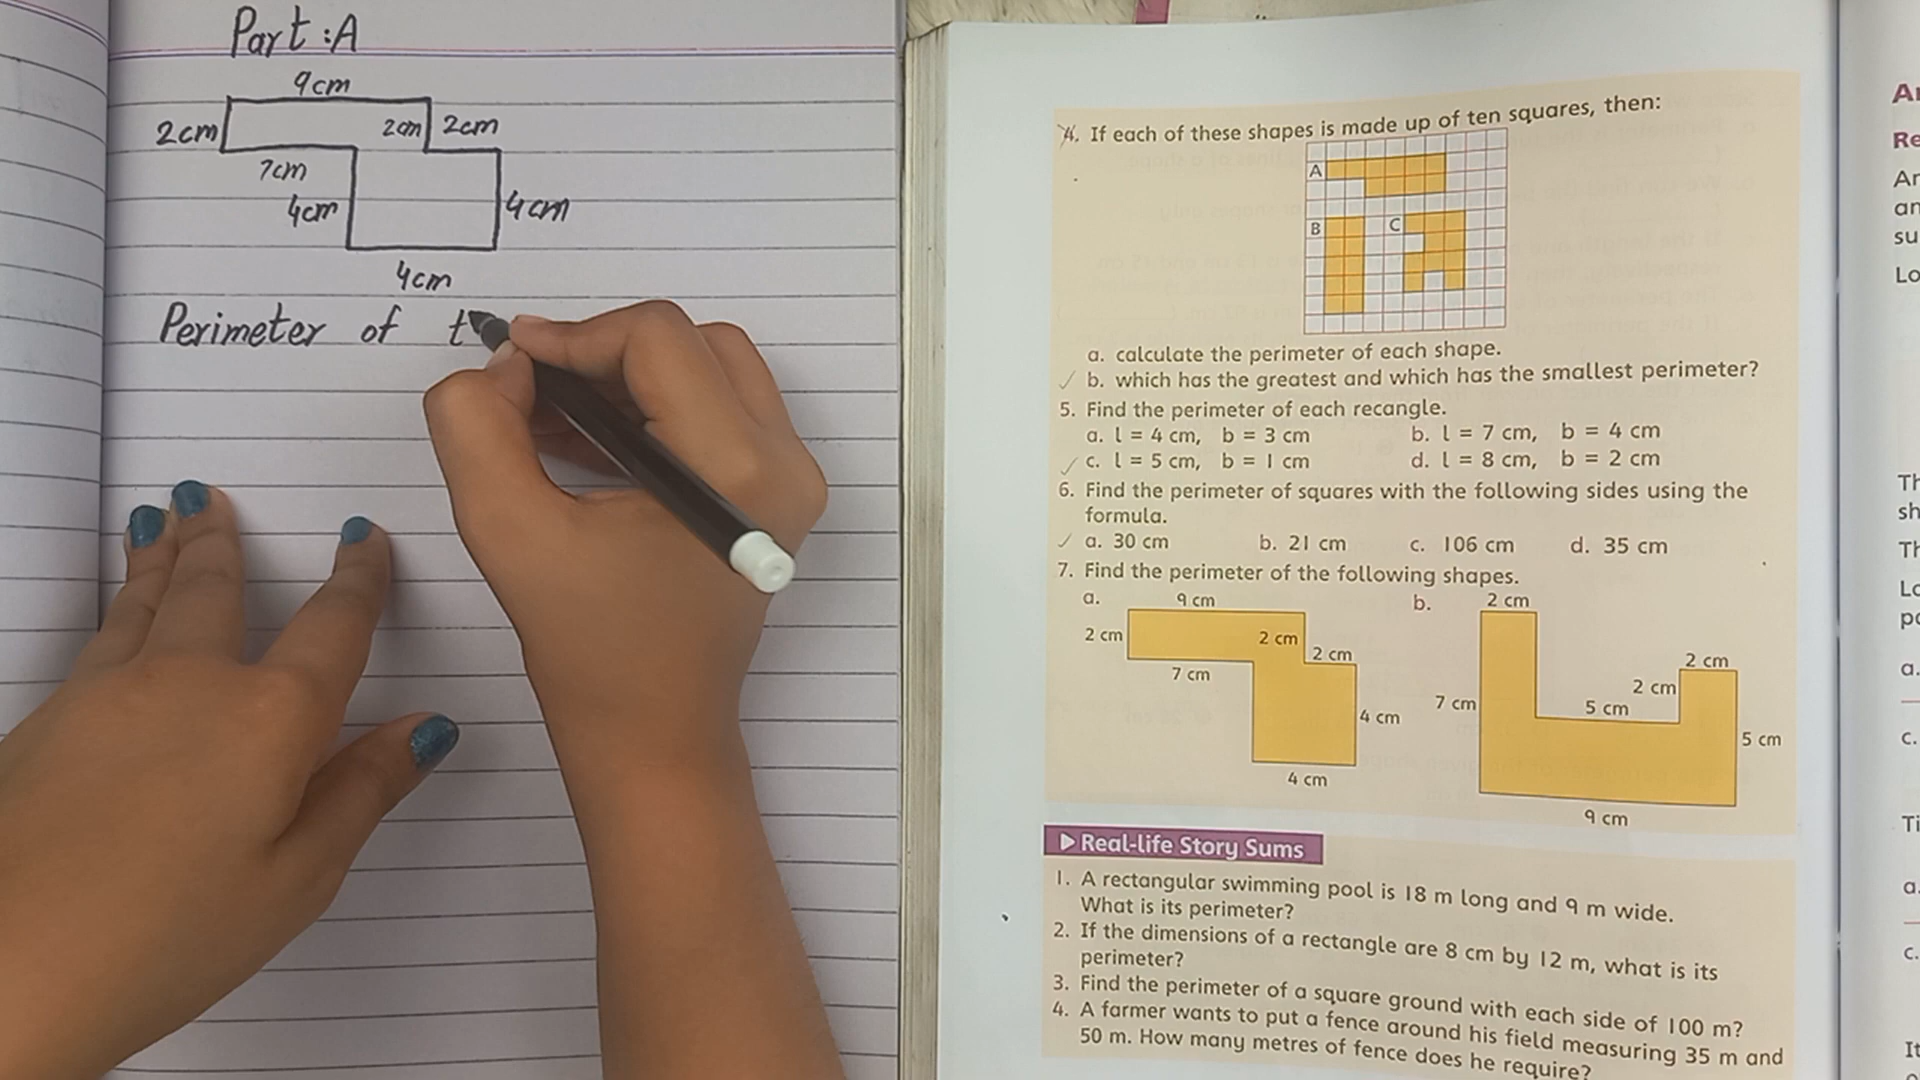 Part : A
9cm
2cm
2cm
2cm
7cm
4cm
4cm
4cm
Perimeter of t
4. If each of these shapes is made up of ten squares, then:
A
B
C
a. calculate the perimeter of each shape.
b. which has the greatest and which has the smallest perimeter?
5. Find the perimeter of each recangle.
a. l = 4 cm, b = 3 cm
b. l = 7 cm, b = 4 cm
c. l = 5 cm, b = 1 cm
d. l = 8 cm, b = 2 cm
6. Find the perimeter of squares with the following sides using the
formula.
a. 30 cm b. 21 cm c. 106 cm d. 35 cm
7. Find the perimeter of the following shapes.
a.
9 cm
2 cm
2 cm
2 cm
7 cm
4 cm
4 cm
b.
2 cm
2 cm
2 cm
7 cm
5 cm
5 cm
9 cm
Real-life Story Sums
1. A rectangular swimming pool is 18 m long and 9 m wide.
What is its perimeter?
2. If the dimensions of a rectangle are 8 cm by 12 m, what is its
perimeter?
3. Find the perimeter of a square ground with each side of 100 m?
4. A farmer wants to put a fence around his field measuring 35 m and
50 m. How many metres of fence does he require?